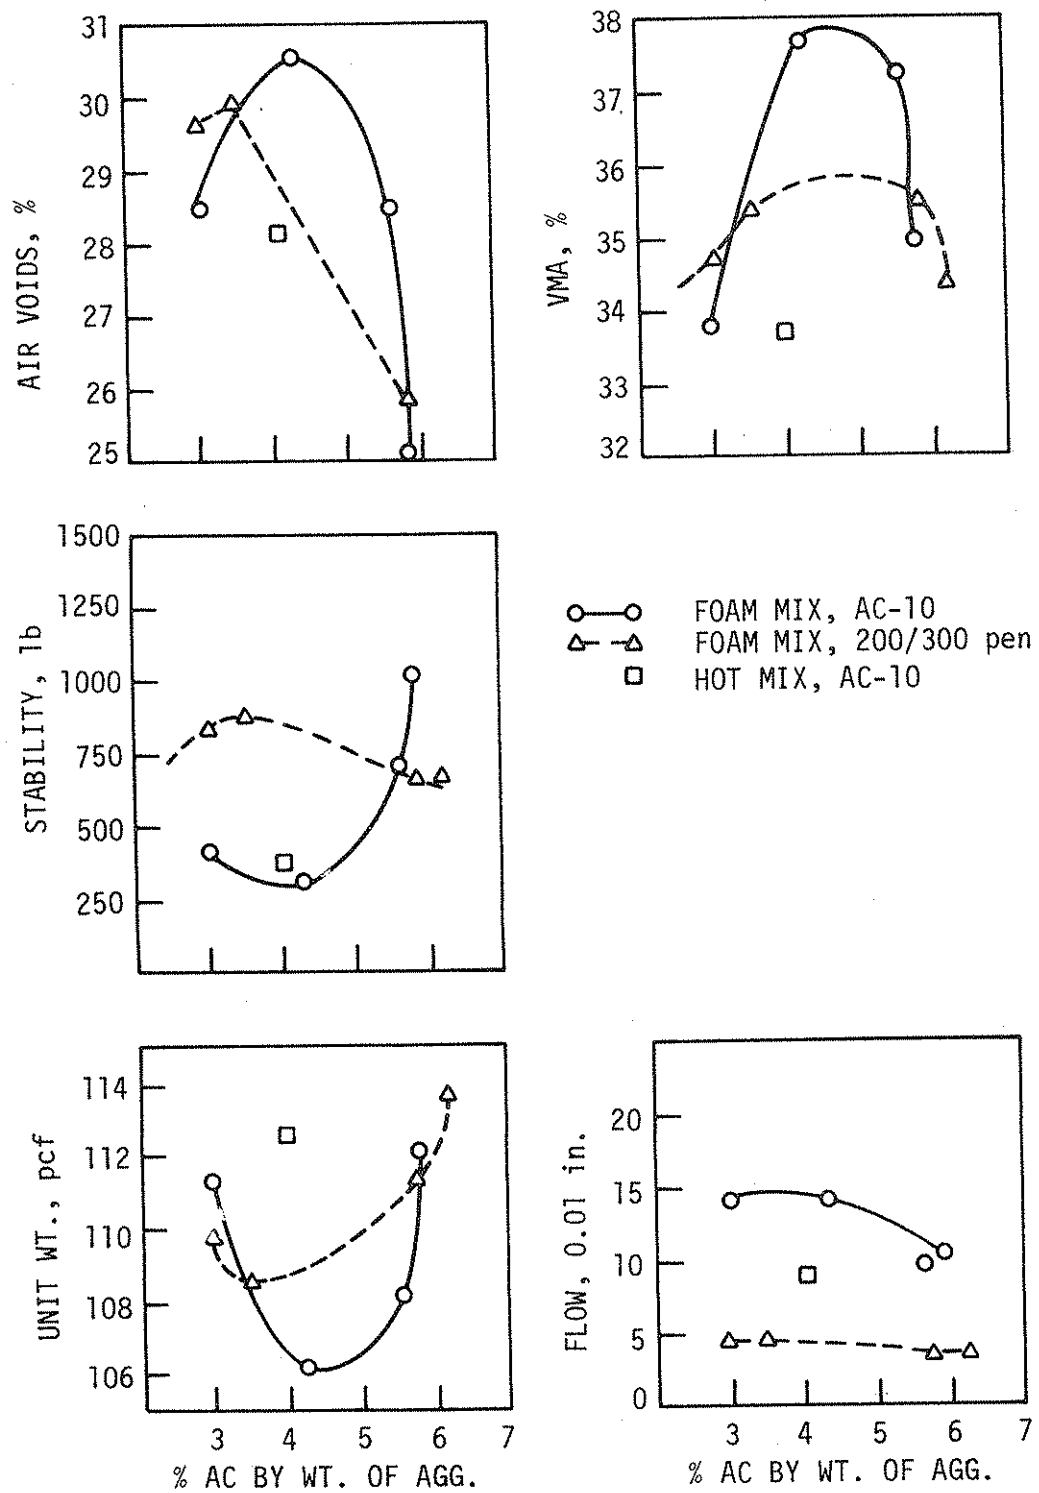 31
30
29
28
27
26
25
AIR VOIDS, %
38
37
36
35
34
33
32
VMA, %
1500
1250
1000
750
500
250
STABILITY, lb
FOAM MIX, AC-10
FOAM MIX, 200/300 pen
HOT MIX, AC-10
114
112
110
108
106
UNIT WT., pcf
3 4 5 6 7
% AC BY WT. OF AGG.
20
15
10
5
0
FLOW, 0.01 in.
3 4 5 6 7
% AC BY WT. OF AGG.